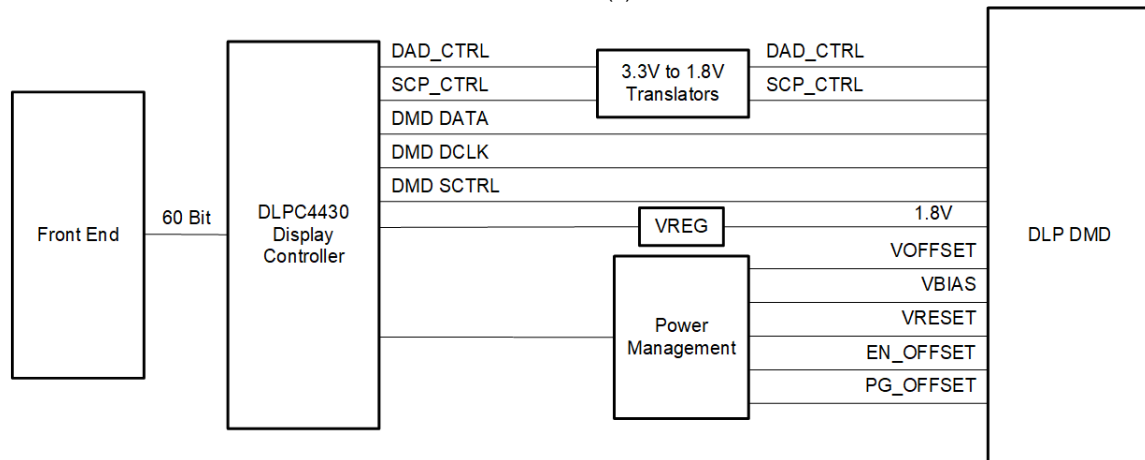 DAD_CTRL
SCP_CTRL
DMD DATA
DMD DCLK
DMD SCTRL
3.3V to 1.8V
Translators
DAD_CTRL
SCP_CTRL
Front End
60 Bit
DLPC4430
Display
Controller
VREG
1.8V
DLP DMD
VOFFSET
VBIAS
VRESET
EN_OFFSET
PG_OFFSET
Power
Management